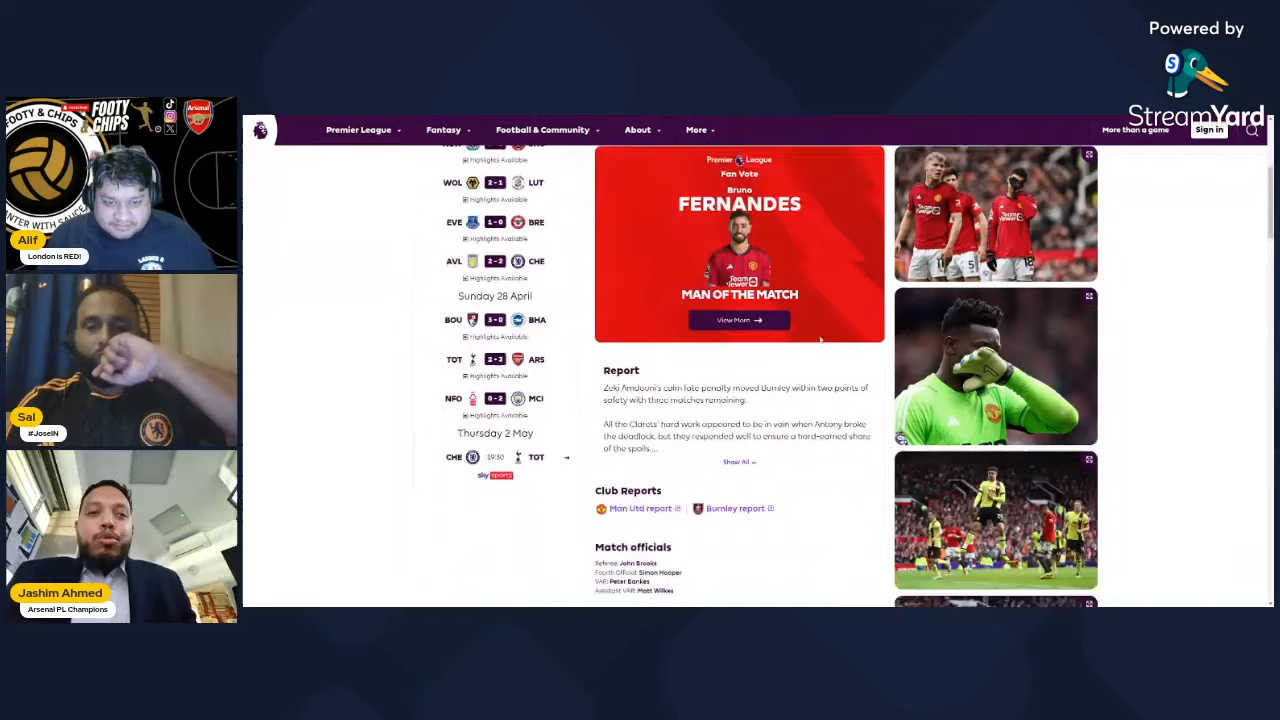 Powered by
StreamYard
FOOTY & CHIPS
FOOTY
CHIPS
Arsenal
Alif
London is RED!
Sal
#JoseIN
Jashim Ahmed
Arsenal PL Champions
Premier League
Fantasy
Football & Community
About
More
More than a game
Sign in
Highlights Available
WOL 2-1 LUT
Highlights Available
EVE 1-0 BRE
Highlights Available
AVL 2-2 CHE
Highlights Available
Sunday 28 April
BOU 3-0 BHA
Highlights Available
TOT 2-3 ARS
Highlights Available
NFO 0-2 MCI
Highlights Available
Thursday 2 May
CHE 19:30 TOT
sky sports
Premier League
Fan Vote
Bruno
FERNANDES
MAN OF THE MATCH
View More
Report
Zeki Amdouni's calm late penalty moved Burnley within two points of
safety with three matches remaining.
All the Clarets' hard work appeared to be in vain when Antony broke
the deadlock, but they responded well to ensure a hard-earned share
of the spoils....
Show All
Club Reports
Man Utd report | Burnley report
Match officials
Referee: John Brooks
Fourth Official: Simon Hooper
VAR: Peter Bankes
Assistant VAR: Matt Wilkes